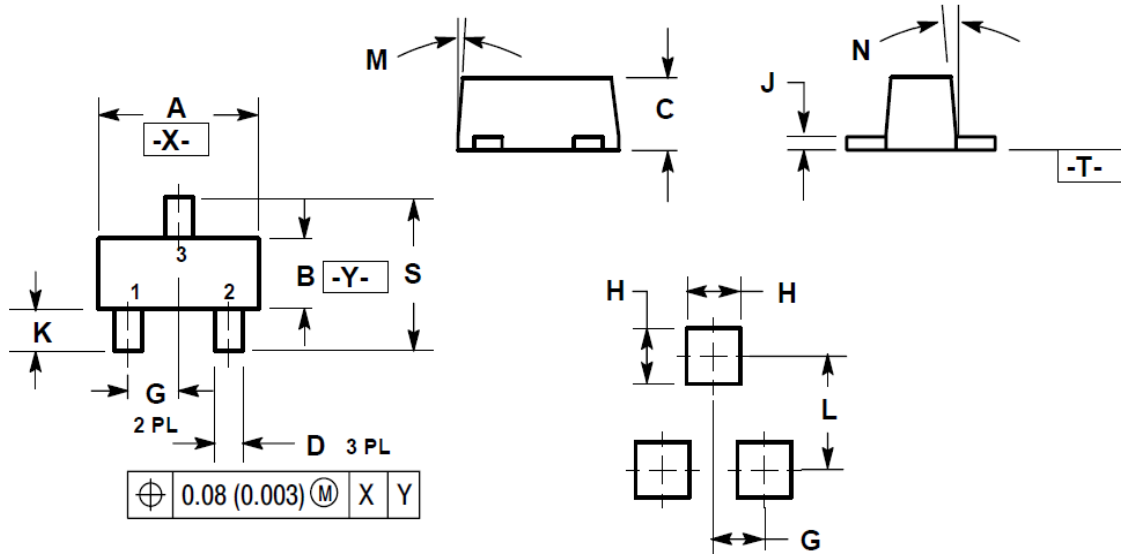 M
N
J
C
A
-X-
-T-
3
B -Y- S
1 2
H H
K
G
L
2 PL
D 3 PL
⌖ 0.08 (0.003) Ⓜ X Y
G